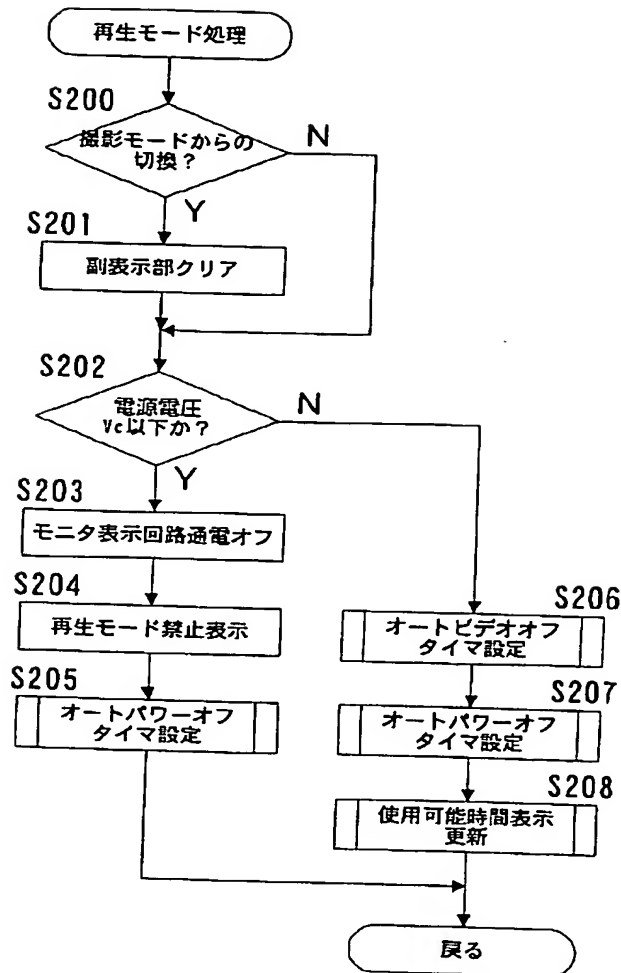 再生モード処理
S200
撮影モードからの
切換？
N
Y
S201
副表示部クリア
S202
電源電圧
Vc以下か？
N
Y
S203
モニタ表示回路通電オフ
S204
再生モード禁止表示
S205
オートパワーオフ
タイマ設定
S206
オートビデオオフ
タイマ設定
S207
オートパワーオフ
タイマ設定
S208
使用可能時間表示
更新
戻る